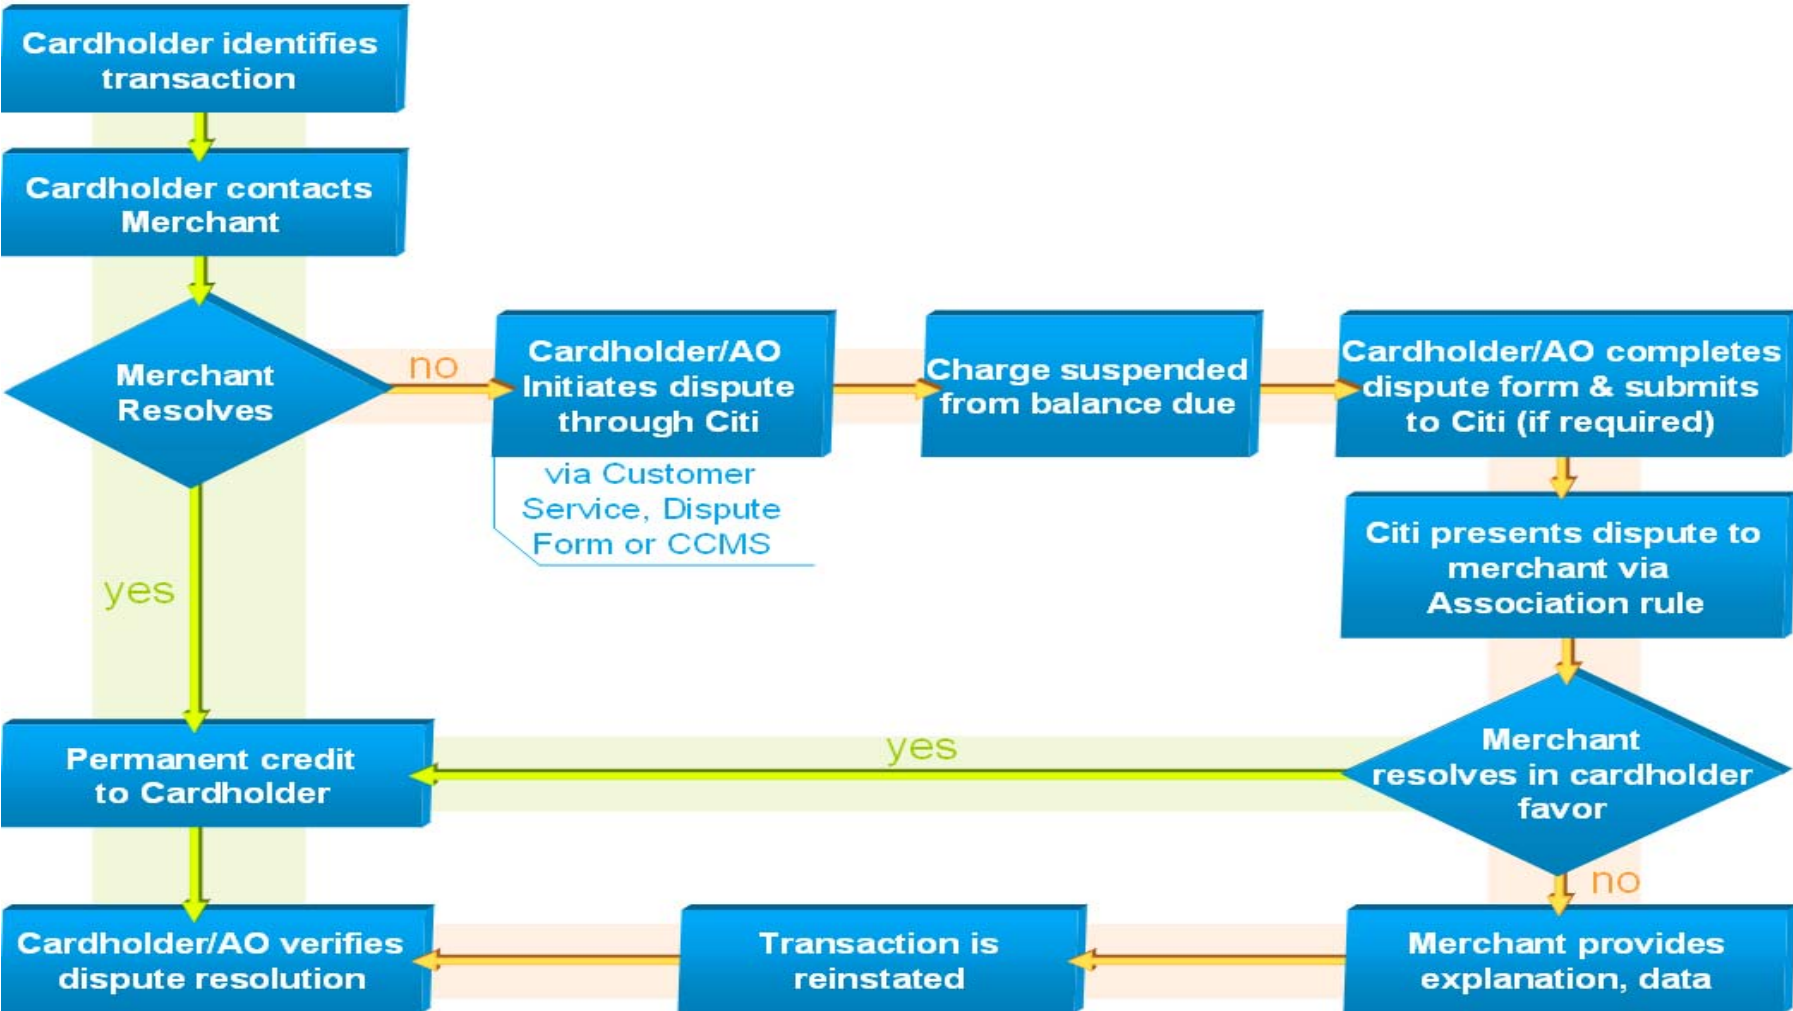 Cardholder identifies
transaction
Cardholder contacts
Merchant
Merchant
Resolves
no
Cardholder/AO
Initiates dispute
through Citi
via Customer
Service, Dispute
Form or CCMS
Charge suspended
from balance due
Cardholder/AO completes
dispute form & submits
to Citi (if required)
Citi presents dispute to
merchant via
Association rule
yes
Merchant
resolves in cardholder
favor
yes
Permanent credit
to Cardholder
no
Merchant provides
explanation, data
Transaction is
reinstated
Cardholder/AO verifies
dispute resolution